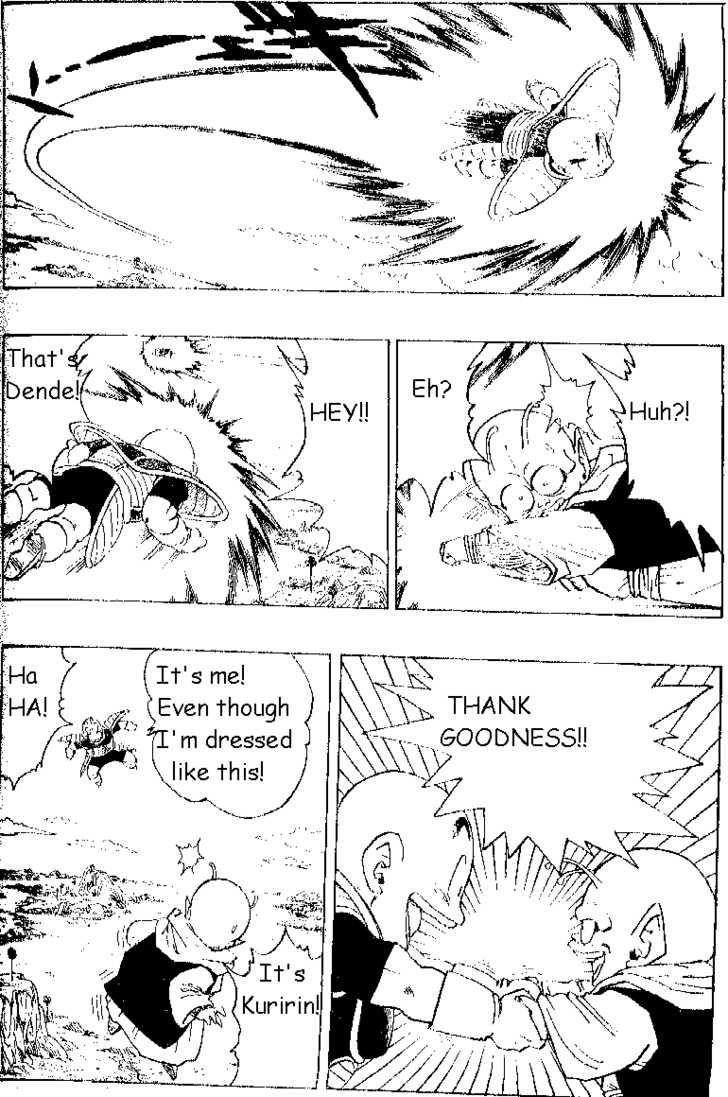 That's
Dende!
HEY!!
Eh?
Huh?!
Ha
HA!
It's me!
Even though
I'm dressed
like this!
It's
Kuririn!
THANK
GOODNESS!!